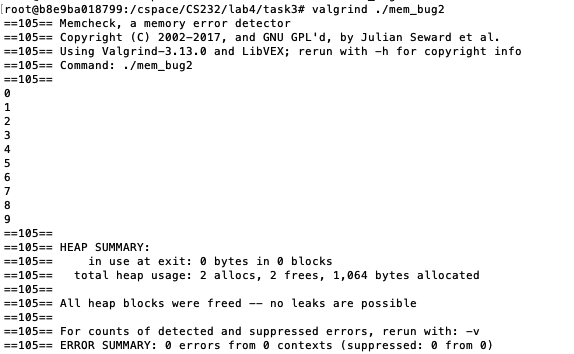 [root@b8e9ba018799:/cspace/CS232/lab4/task3# valgrind ./mem_bug2
==105== Memcheck, a memory error detector
==105== Copyright (C) 2002-2017, and GNU GPL'd, by Julian Seward et al.
==105== Using Valgrind-3.13.0 and LibVEX; rerun with -h for copyright info
==105== Command: ./mem_bug2
==105==
0
1
2
3
4
5
6
7
8
9
==105==
==105== HEAP SUMMARY:
==105==     in use at exit: 0 bytes in 0 blocks
==105==   total heap usage: 2 allocs, 2 frees, 1,064 bytes allocated
==105==
==105== All heap blocks were freed -- no leaks are possible
==105==
==105== For counts of detected and suppressed errors, rerun with: -v
==105== ERROR SUMMARY: 0 errors from 0 contexts (suppressed: 0 from 0)